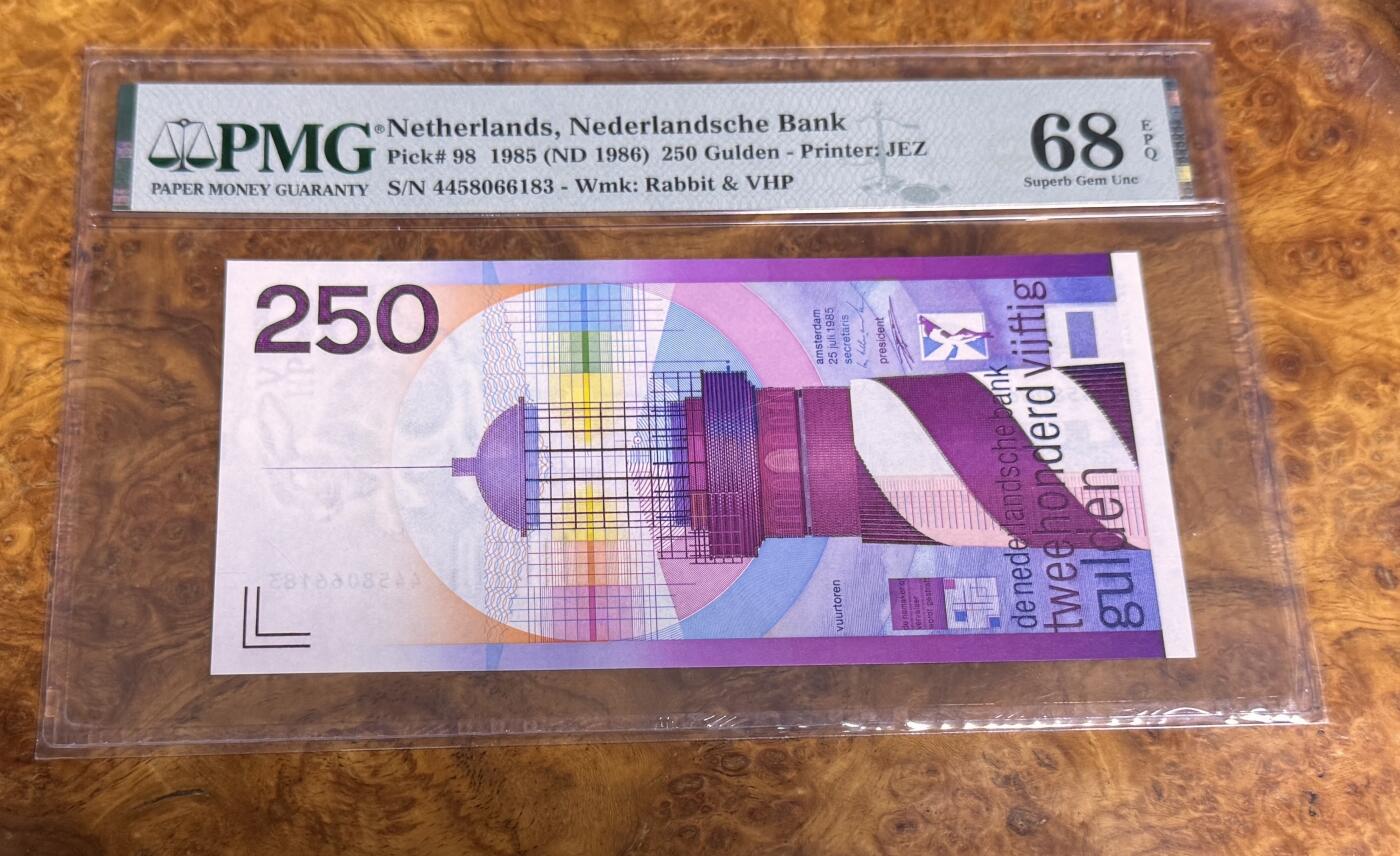 PMG®
PAPER MONEY GUARANTY
Netherlands, Nederlandsche Bank
Pick# 98 1985 (ND 1986) 250 Gulden - Printer: JEZ
S/N 4458066183 - Wmk: Rabbit & VHP
68
EPQ
Superb Gem Unc
250
amsterdam
25 juli 1985
secretaris
president
vuurtoren
de nederlandsche bank
tweehonderd vijftig
gulden
4458066183